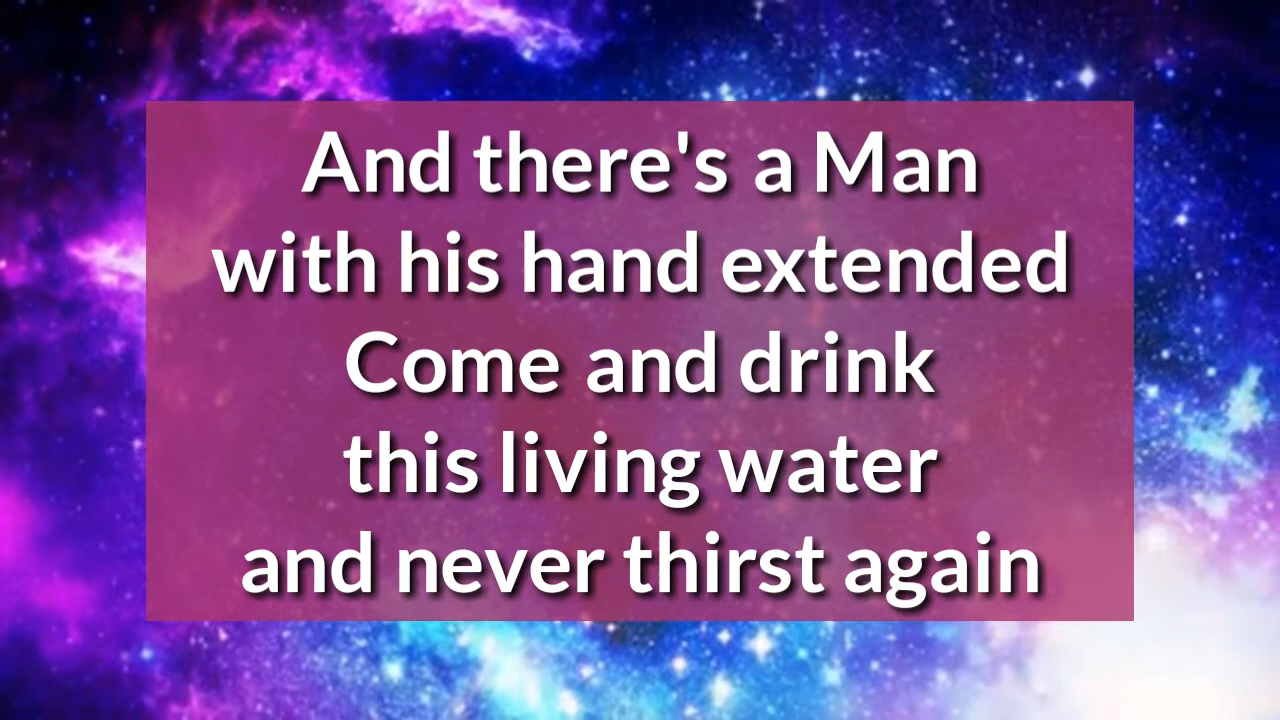 And there's a Man
with his hand extended
Come and drink
this living water
and never thirst again